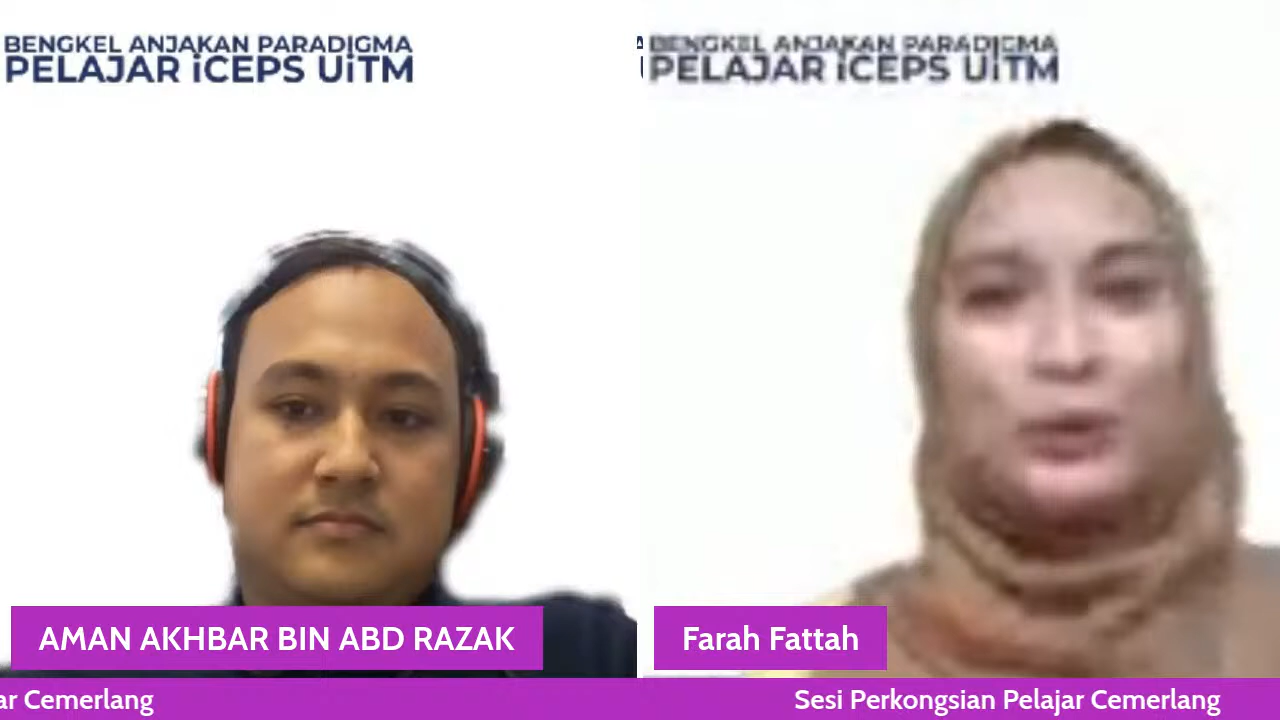 BENGKEL ANJAKAN PARADIGMA
PELAJAR iCEPS UiTM
BENGKEL ANJAKAN PARADIGMA
PELAJAR iCEPS UiTM
AMAN AKHBAR BIN ABD RAZAK
Farah Fattah
ar Cemerlang
Sesi Perkongsian Pelajar Cemerlang